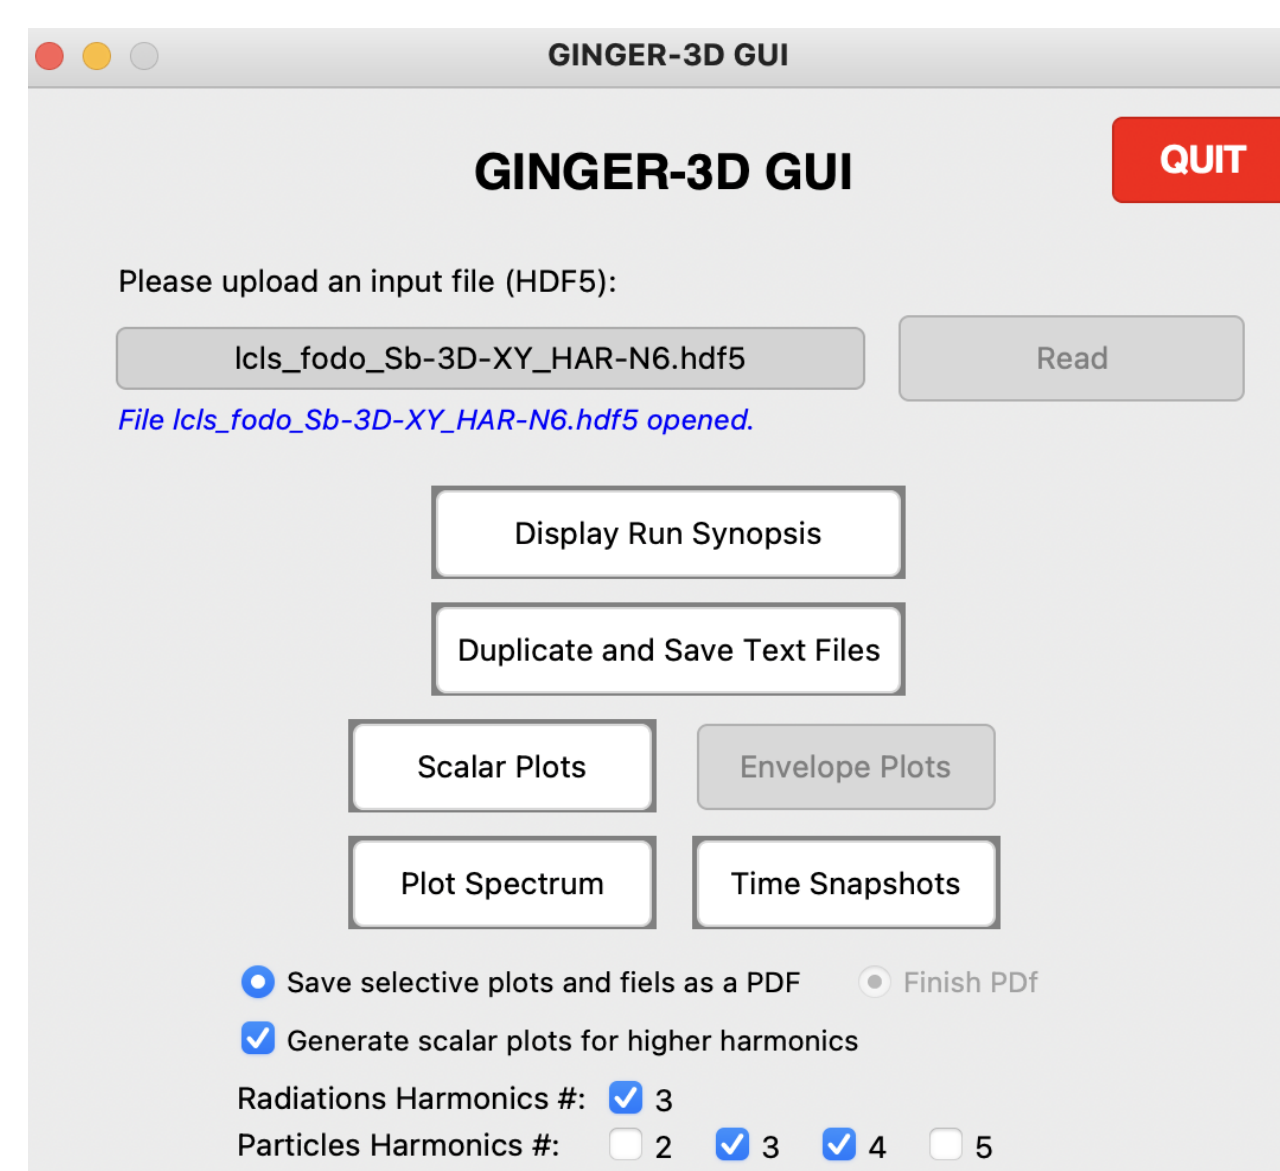 GINGER-3D GUI
GINGER-3D GUI
QUIT
Please upload an input file (HDF5):
lcls_fodo_Sb-3D-XY_HAR-N6.hdf5
Read
File lcls_fodo_Sb-3D-XY_HAR-N6.hdf5 opened.
Display Run Synopsis
Duplicate and Save Text Files
Scalar Plots
Envelope Plots
Plot Spectrum
Time Snapshots
Save selective plots and fiels as a PDF
Finish PDf
Generate scalar plots for higher harmonics
Radiations Harmonics #: 3
Particles Harmonics #: 2 3 4 5